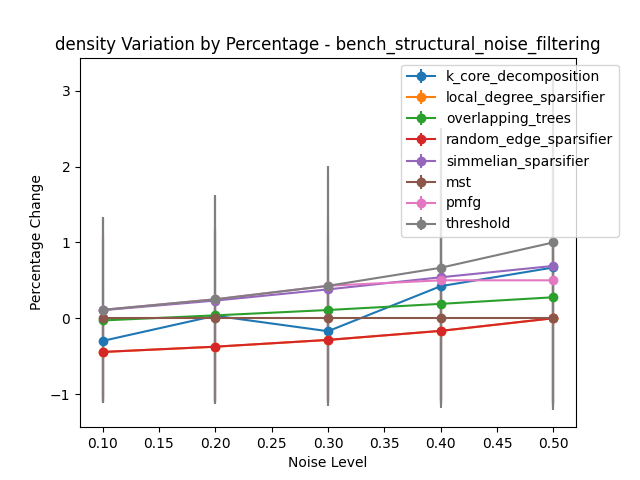 density Variation by Percentage - bench_structural_noise_filtering
k_core_decomposition
local_degree_sparsifier
overlapping_trees
random_edge_sparsifier
simmelian_sparsifier
mst
pmfg
threshold
Percentage Change
3
2
1
0
−1
0.10 0.15 0.20 0.25 0.30 0.35 0.40 0.45 0.50
Noise Level